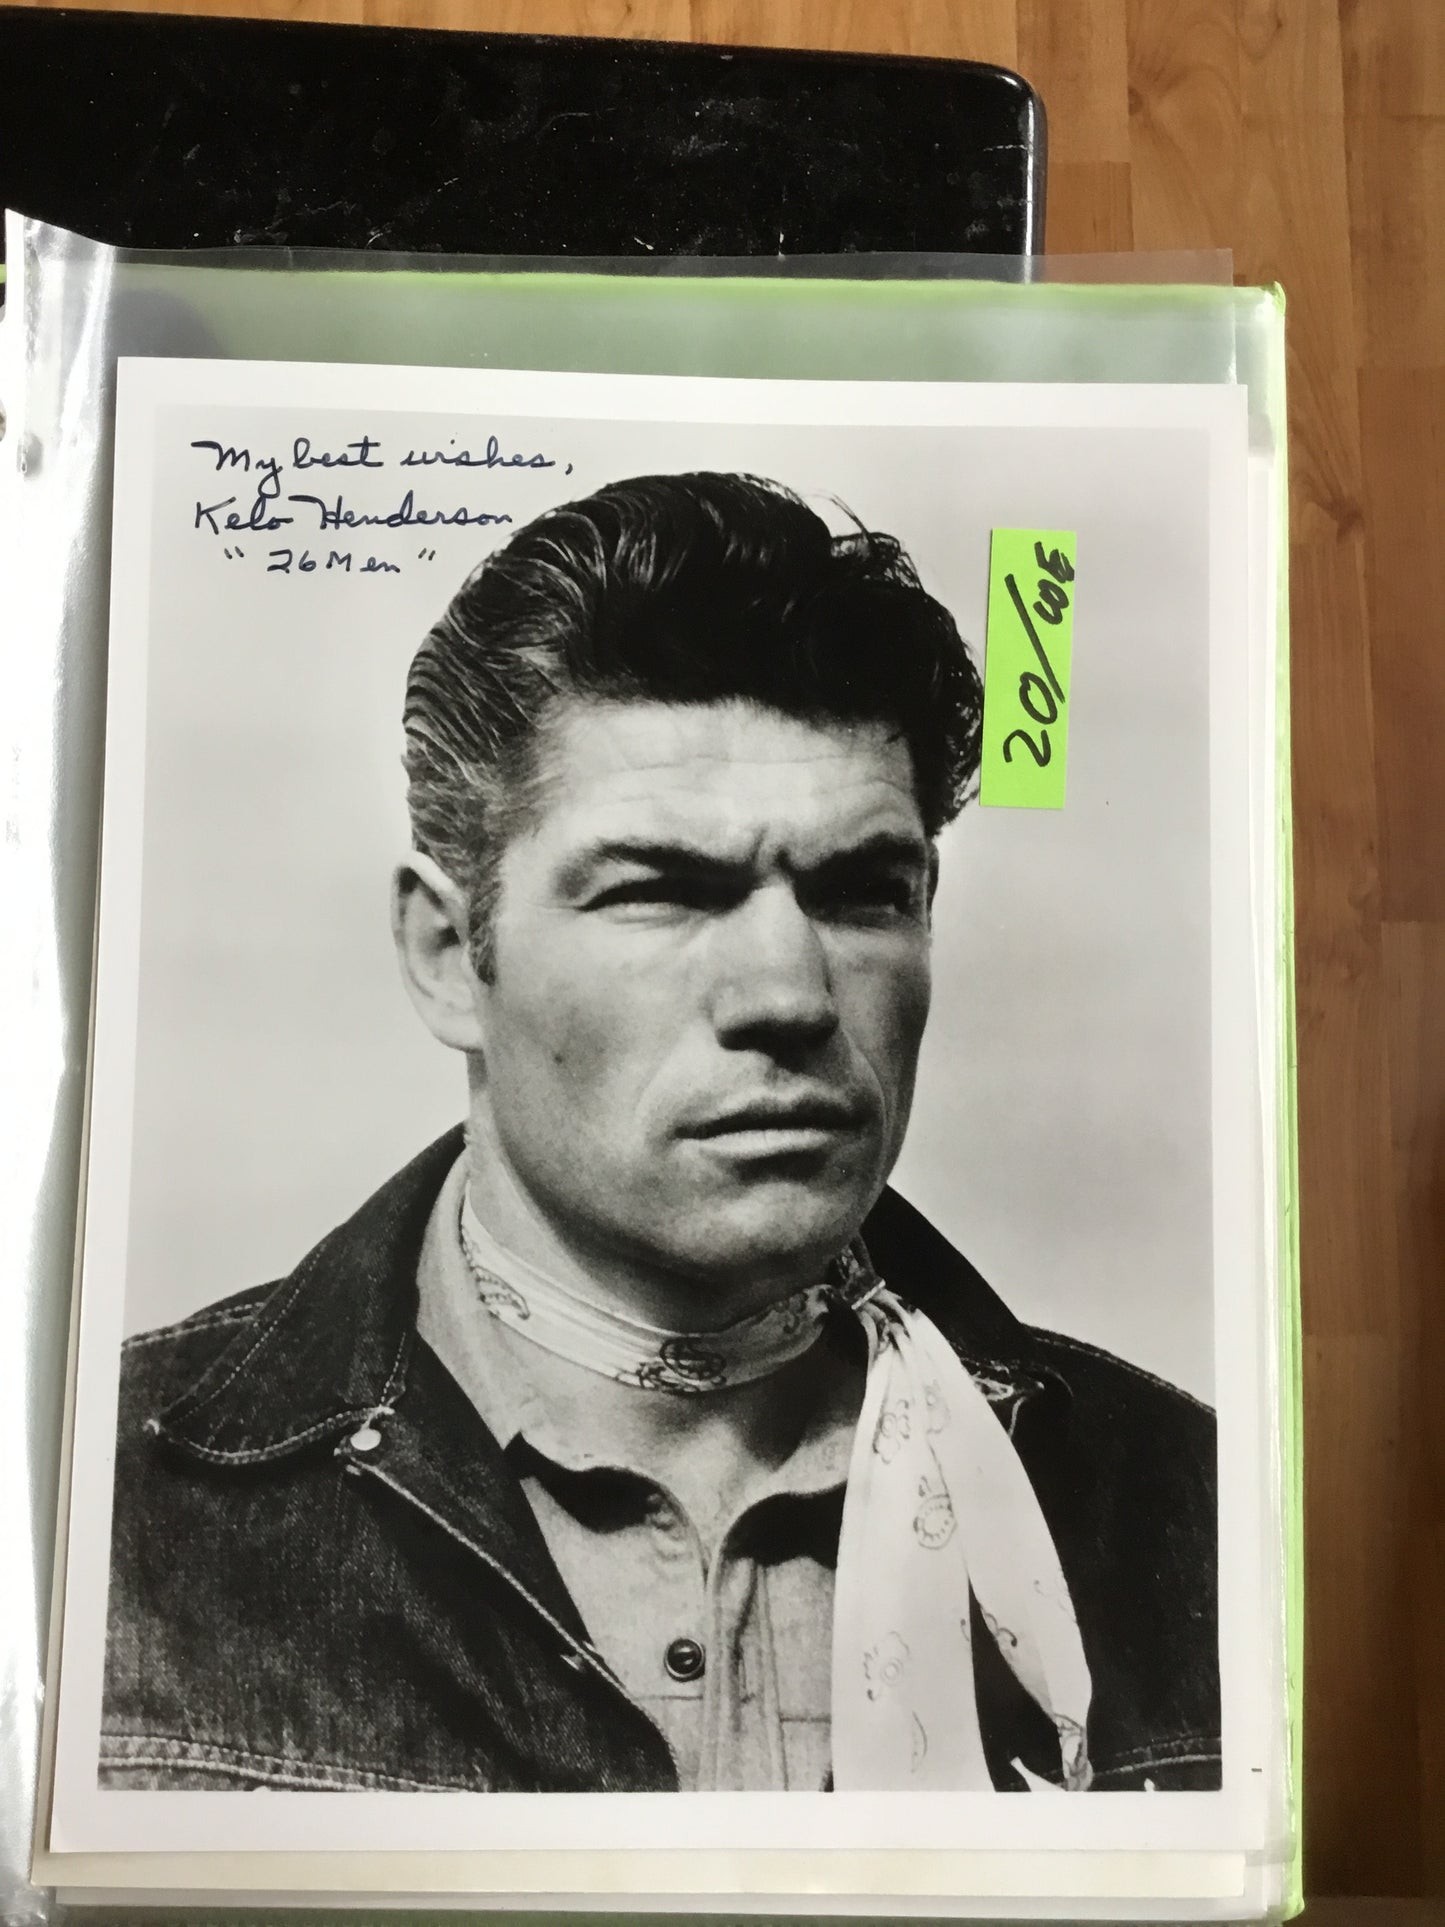 My best wishes,
Kelo Henderson
" 26 Men "
20/